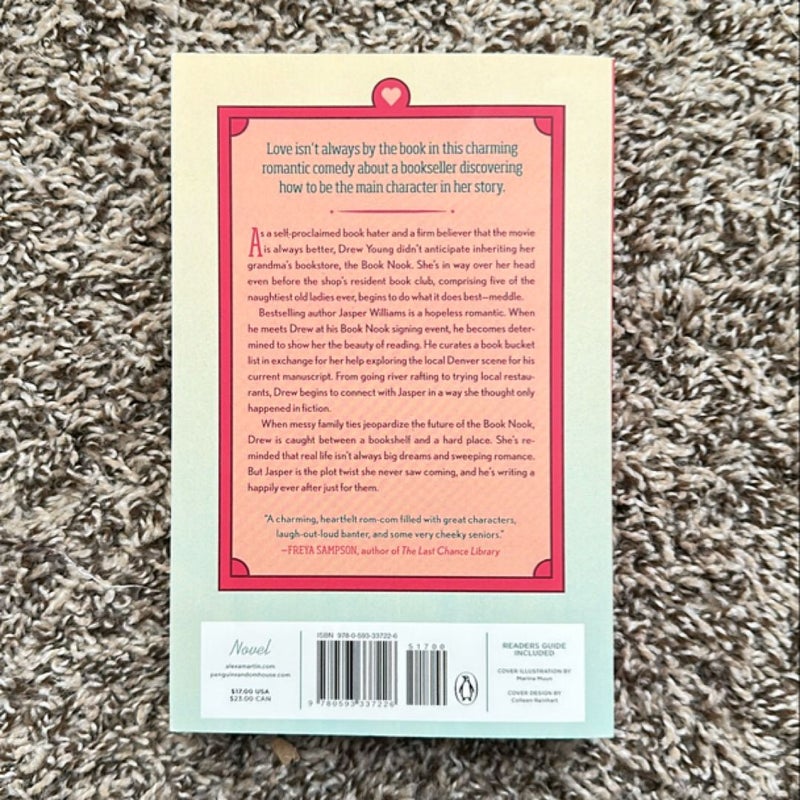 Love isn't always by the book in this charming
romantic comedy about a bookseller discovering
how to be the main character in her story.
As a self-proclaimed book hater and a firm believer that the movie
is always better, Drew Young didn't anticipate inheriting her
grandma's bookstore, the Book Nook. She's in way over her head
even before the shop's resident book club, comprising five of the
naughtiest old ladies ever, begins to do what it does best—meddle.
Bestselling author Jasper Williams is a hopeless romantic. When
he meets Drew at his Book Nook signing event, he becomes deter-
mined to show her the beauty of reading. He curates a book bucket
list in exchange for her help exploring the local Denver scene for his
current manuscript. From going river rafting to trying local restau-
rants, Drew begins to connect with Jasper in a way she thought only
happened in fiction.
When messy family ties jeopardize the future of the Book Nook,
Drew is caught between a bookshelf and a hard place. She's re-
minded that real life isn't always big dreams and sweeping romance.
But Jasper is the plot twist she never saw coming, and he's writing a
happily ever after just for them.
"A charming, heartfelt rom-com filled with great characters,
laugh-out-loud banter, and some very cheeky seniors."
—FREYA SAMPSON, author of The Last Chance Library
Novel
alexamartin.com
penguinrandomhouse.com
$17.00 USA
$23.00 CAN
ISBN 978-0-593-33722-6
51700
9 780593 337226
READERS GUIDE
INCLUDED
COVER ILLUSTRATION BY
Marina Muun
COVER DESIGN BY
Colleen Reinhart